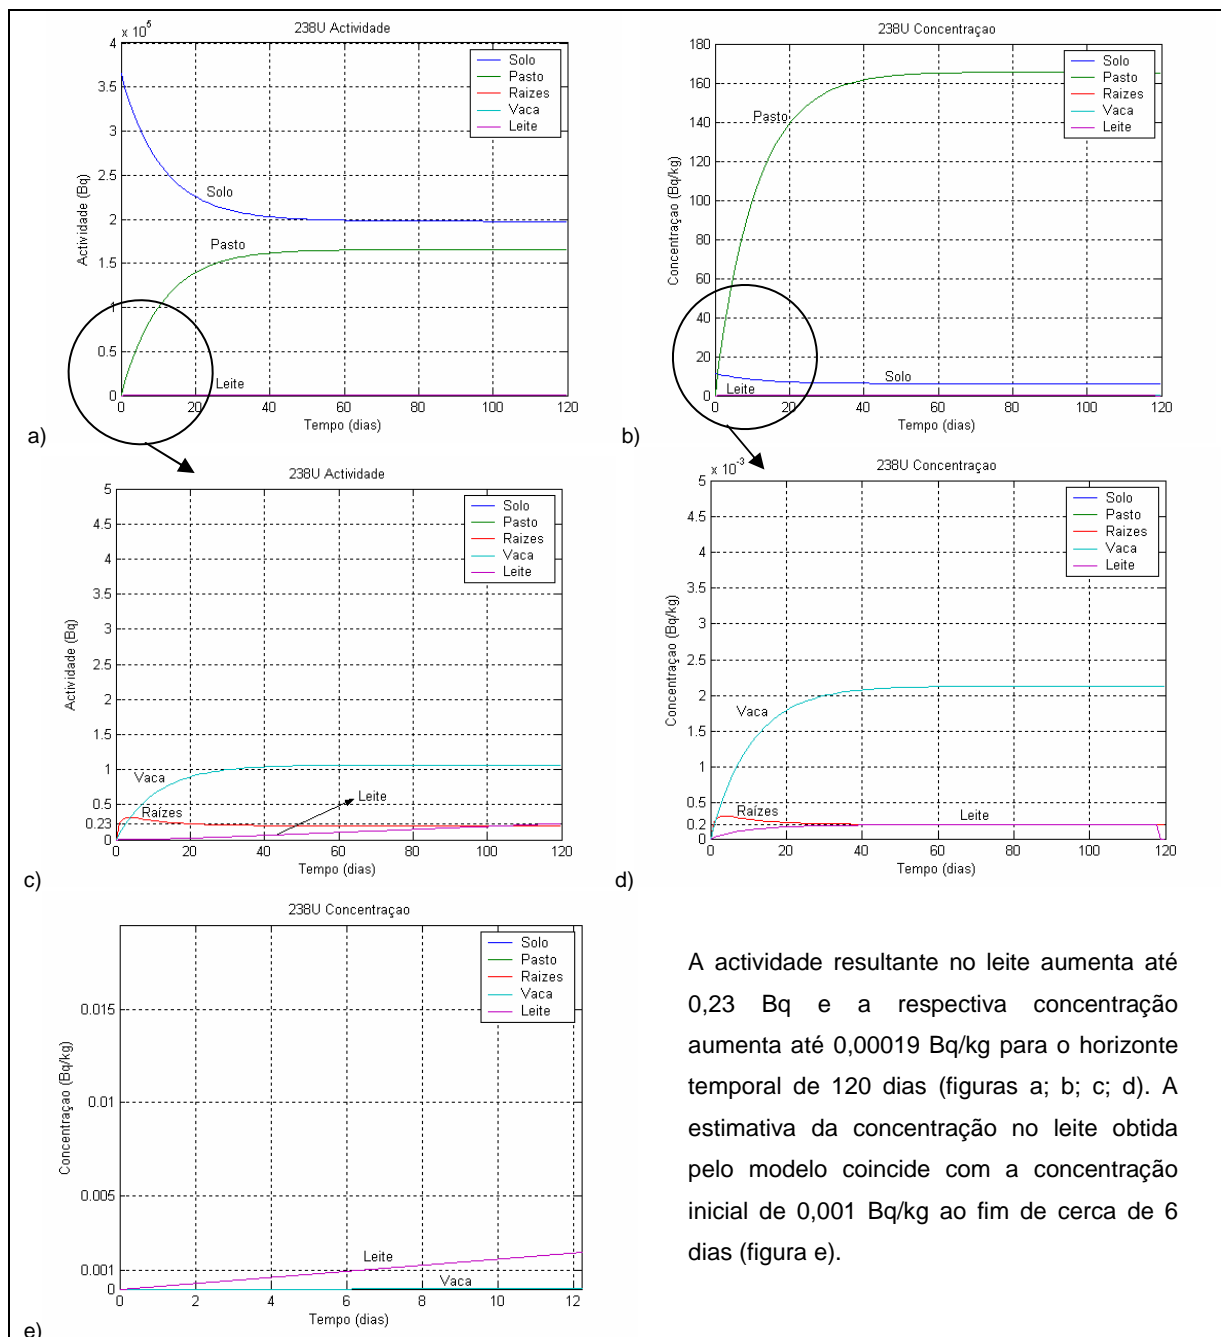 238U Actividade
x 10^5
4
3.5
3
2.5
2
1.5
1
0.5
0
Actividade (Bq)
Solo
Pasto
Raizes
Vaca
Leite
Solo
Pasto
Leite
0 20 40 60 80 100 120
Tempo (dias)
a)
238U Concentraçao
180
160
140
120
100
80
60
40
20
0
Concentraçao (Bq/kg)
Solo
Pasto
Raizes
Vaca
Leite
Pasto
Solo
Leite
0 20 40 60 80 100 120
Tempo (dias)
b)
238U Actividade
5
4.5
4
3.5
3
2.5
2
1.5
1
0.5
0.23
0
Actividade (Bq)
Solo
Pasto
Raizes
Vaca
Leite
Vaca
Leite
Raízes
0 20 40 60 80 100 120
Tempo (dias)
c)
238U Concentraçao
x 10^-3
5
4.5
4
3.5
3
2.5
2
1.5
1
0.5
0.2
0
Concentraçao (Bq/kg)
Solo
Pasto
Raizes
Vaca
Leite
Vaca
Raízes
Leite
0 20 40 60 80 100 120
Tempo (dias)
d)
238U Concentraçao
0.015
0.01
0.005
0.001
0
Concentraçao (Bq/kg)
Solo
Pasto
Raizes
Vaca
Leite
Leite
Vaca
0 2 4 6 8 10 12
Tempo (dias)
e)
A actividade resultante no leite aumenta até
0,23 Bq e a respectiva concentração
aumenta até 0,00019 Bq/kg para o horizonte
temporal de 120 dias (figuras a; b; c; d). A
estimativa da concentração no leite obtida
pelo modelo coincide com a concentração
inicial de 0,001 Bq/kg ao fim de cerca de 6
dias (figura e).